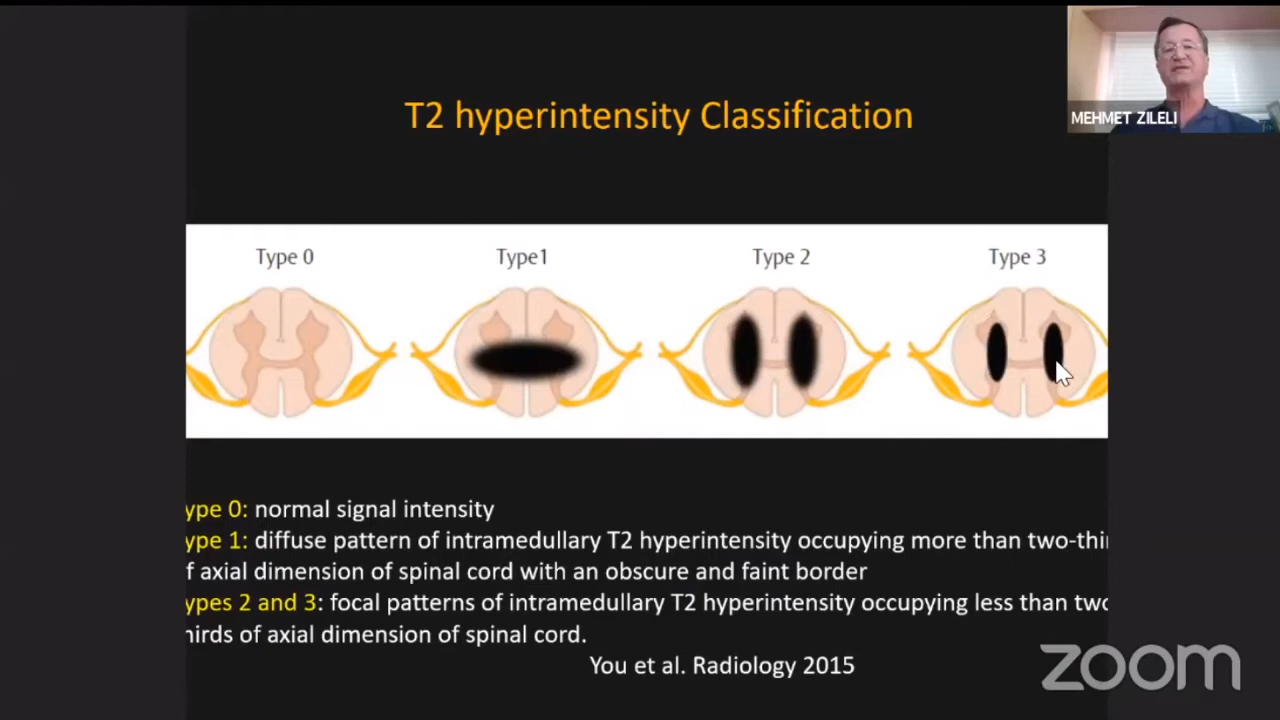 MEHMET ZILELI
T2 hyperintensity Classification
Type 0 Type1 Type 2 Type 3
ype 0: normal signal intensity
ype 1: diffuse pattern of intramedullary T2 hyperintensity occupying more than two-thi
f axial dimension of spinal cord with an obscure and faint border
ypes 2 and 3: focal patterns of intramedullary T2 hyperintensity occupying less than two
hirds of axial dimension of spinal cord.
You et al. Radiology 2015
zoom